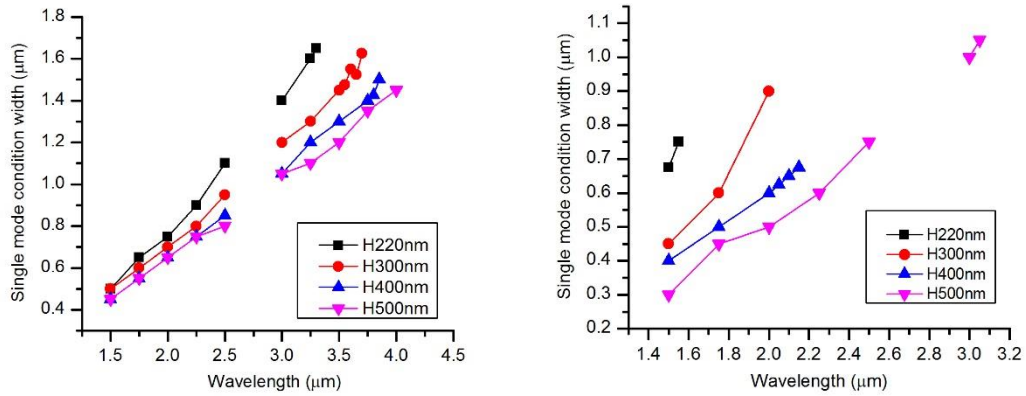 Single mode condition width (μm)
1.8
1.6
1.4
1.2
1.0
0.8
0.6
0.4
H220nm
H300nm
H400nm
H500nm
1.5 2.0 2.5 3.0 3.5 4.0 4.5
Wavelength (μm)
Single mode condition width (μm)
1.1
1.0
0.9
0.8
0.7
0.6
0.5
0.4
0.3
0.2
H220nm
H300nm
H400nm
H500nm
1.4 1.6 1.8 2.0 2.2 2.4 2.6 2.8 3.0 3.2
Wavelength (μm)